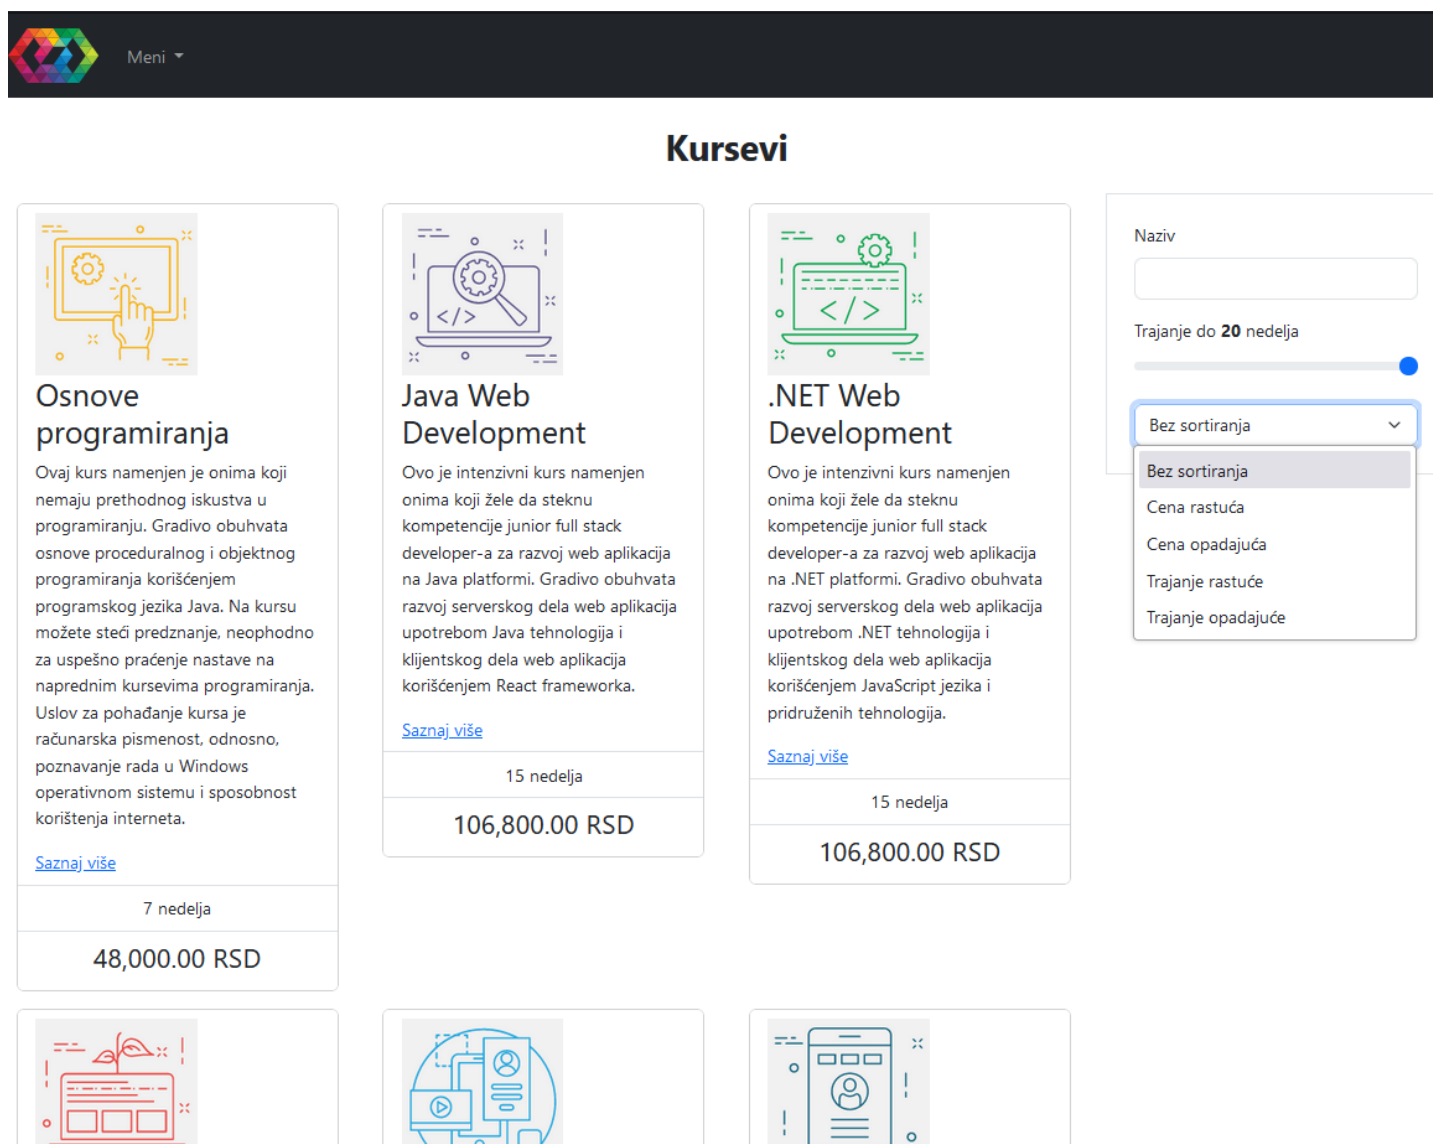 Meni
Kursevi
Osnove
programiranja
Ovaj kurs namenjen je onima koji
nemaju prethodnog iskustva u
programiranju. Gradivo obuhvata
osnove proceduralnog i objektnog
programiranja korišćenjem
programskog jezika Java. Na kursu
možete steći predznanje, neophodno
za uspešno praćenje nastave na
naprednim kursevima programiranja.
Uslov za pohađanje kursa je
računarska pismenost, odnosno,
poznavanje rada u Windows
operativnom sistemu i sposobnost
korištenja interneta.
Saznaj više
7 nedelja
48,000.00 RSD
</>
Java Web
Development
Ovo je intenzivni kurs namenjen
onima koji žele da steknu
kompetencije junior full stack
developer-a za razvoj web aplikacija
na Java platformi. Gradivo obuhvata
razvoj serverskog dela web aplikacija
upotrebom Java tehnologija i
klijentskog dela web aplikacija
korišćenjem React frameworka.
Saznaj više
15 nedelja
106,800.00 RSD
</>
.NET Web
Development
Ovo je intenzivni kurs namenjen
onima koji žele da steknu
kompetencije junior full stack
developer-a za razvoj web aplikacija
na .NET platformi. Gradivo obuhvata
razvoj serverskog dela web aplikacija
upotrebom .NET tehnologija i
klijentskog dela web aplikacija
korišćenjem JavaScript jezika i
pridruženih tehnologija.
Saznaj više
15 nedelja
106,800.00 RSD
Naziv
Trajanje do 20 nedelja
Bez sortiranja
Bez sortiranja
Cena rastuća
Cena opadajuća
Trajanje rastuće
Trajanje opadajuće